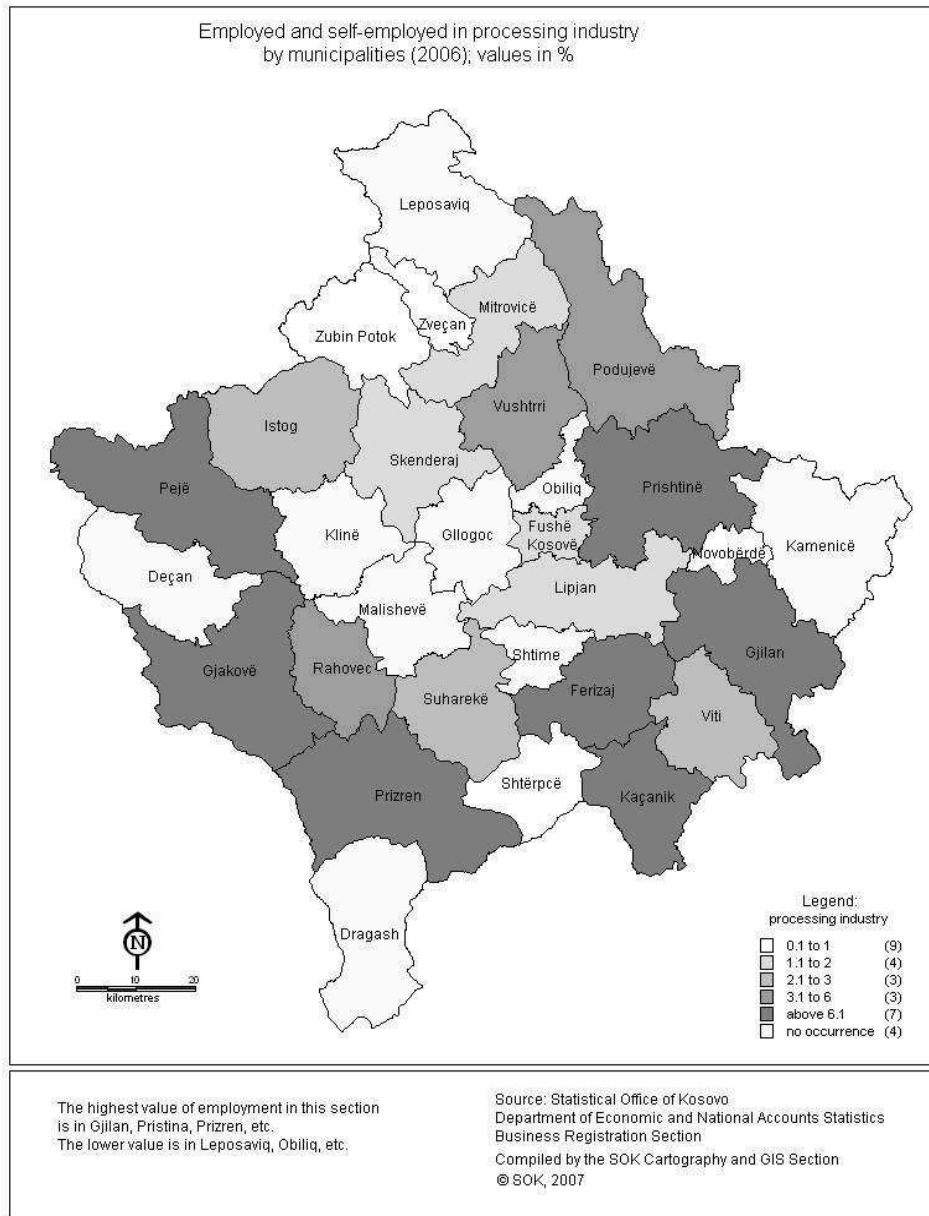 Employed and self-employed in processing industry
by municipalities (2006); values in %
Leposaviq
Mitrovicë
Zveçan
Zubin Potok
Podujevë
Vushtrri
Istog
Skenderaj
Pejë
Obiliq
Prishtinë
Klinë
Gllogoc
Fushë
Kosovë
Novobërdë
Kamenicë
Deçan
Lipjan
Malishevë
Shtime
Gjilan
Gjakovë
Rahovec
Suharekë
Ferizaj
Viti
Shtërpcë
Prizren
Kaçanik
Dragash
N
0 10 20
kilometres
Legend:
processing industry
0.1 to 1 (9)
1.1 to 2 (4)
2.1 to 3 (3)
3.1 to 6 (3)
above 6.1 (7)
no occurrence (4)
The highest value of employment in this section
is in Gjilan, Pristina, Prizren, etc.
The lower value is in Leposaviq, Obiliq, etc.
Source: Statistical Office of Kosovo
Department of Economic and National Accounts Statistics
Business Registration Section
Compiled by the SOK Cartography and GIS Section
© SOK, 2007